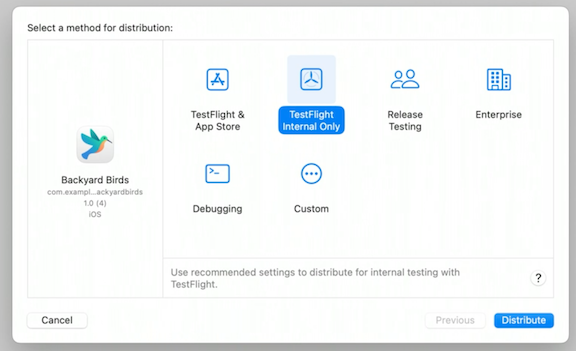 Select a method for distribution:
TestFlight &
App Store
TestFlight
Internal Only
Release
Testing
Enterprise
Backyard Birds
com.exampl...ackyardbirds
1.0 (4)
iOS
Debugging
Custom
Use recommended settings to distribute for internal testing with
TestFlight.
?
Cancel
Previous
Distribute